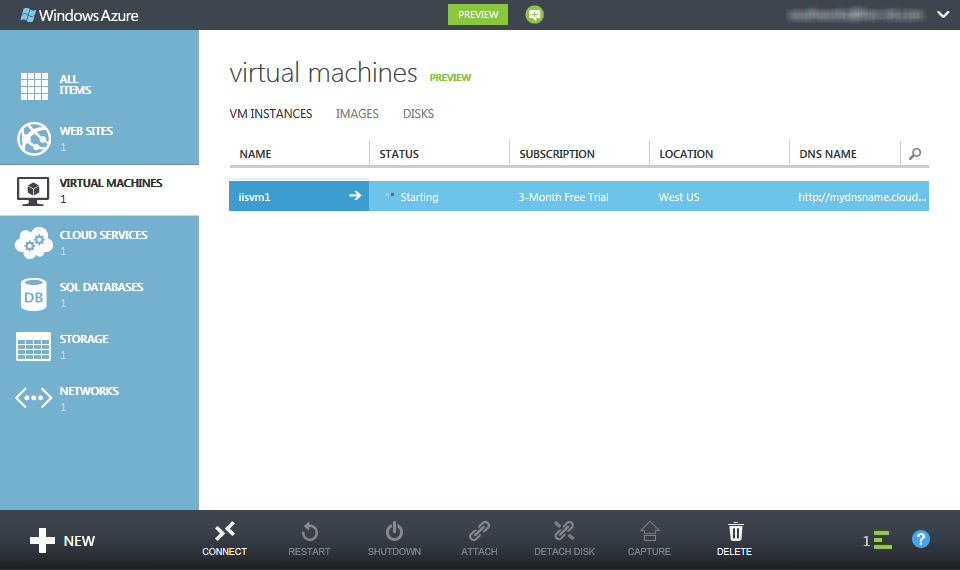 Windows Azure
PREVIEW
ALL
ITEMS
WEB SITES
1
VIRTUAL MACHINES
1
CLOUD SERVICES
1
SQL DATABASES
1
DB
STORAGE
1
NETWORKS
1
virtual machines PREVIEW
VM INSTANCES IMAGES DISKS
NAME STATUS SUBSCRIPTION LOCATION DNS NAME
iisvm1 Starting 3-Month Free Trial West US http://mydnsname.cloud...
NEW
CONNECT RESTART SHUTDOWN ATTACH DETACH DISK CAPTURE DELETE
1
?